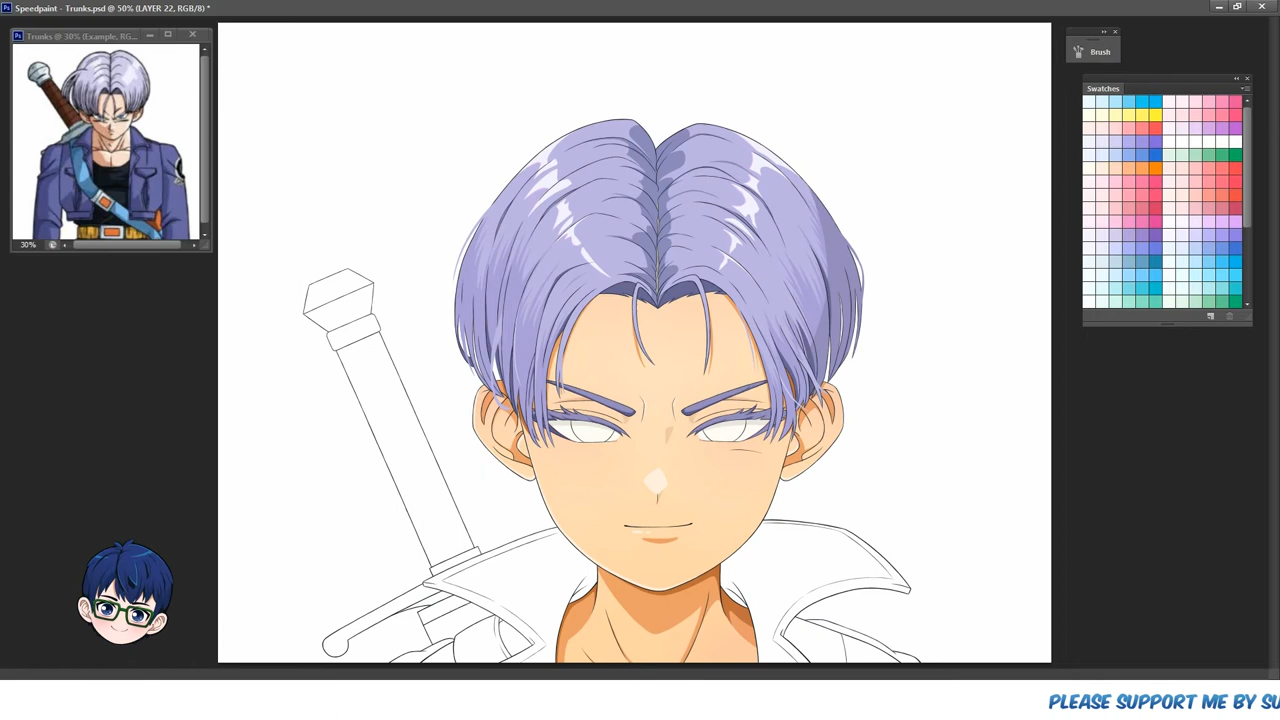 Speedpaint - Trunks.psd @ 50% (LAYER 22, RGB/8) *
Trunks @ 30% (Example, RG...
Brush
Swatches
30%
PLEASE SUPPORT ME BY SU